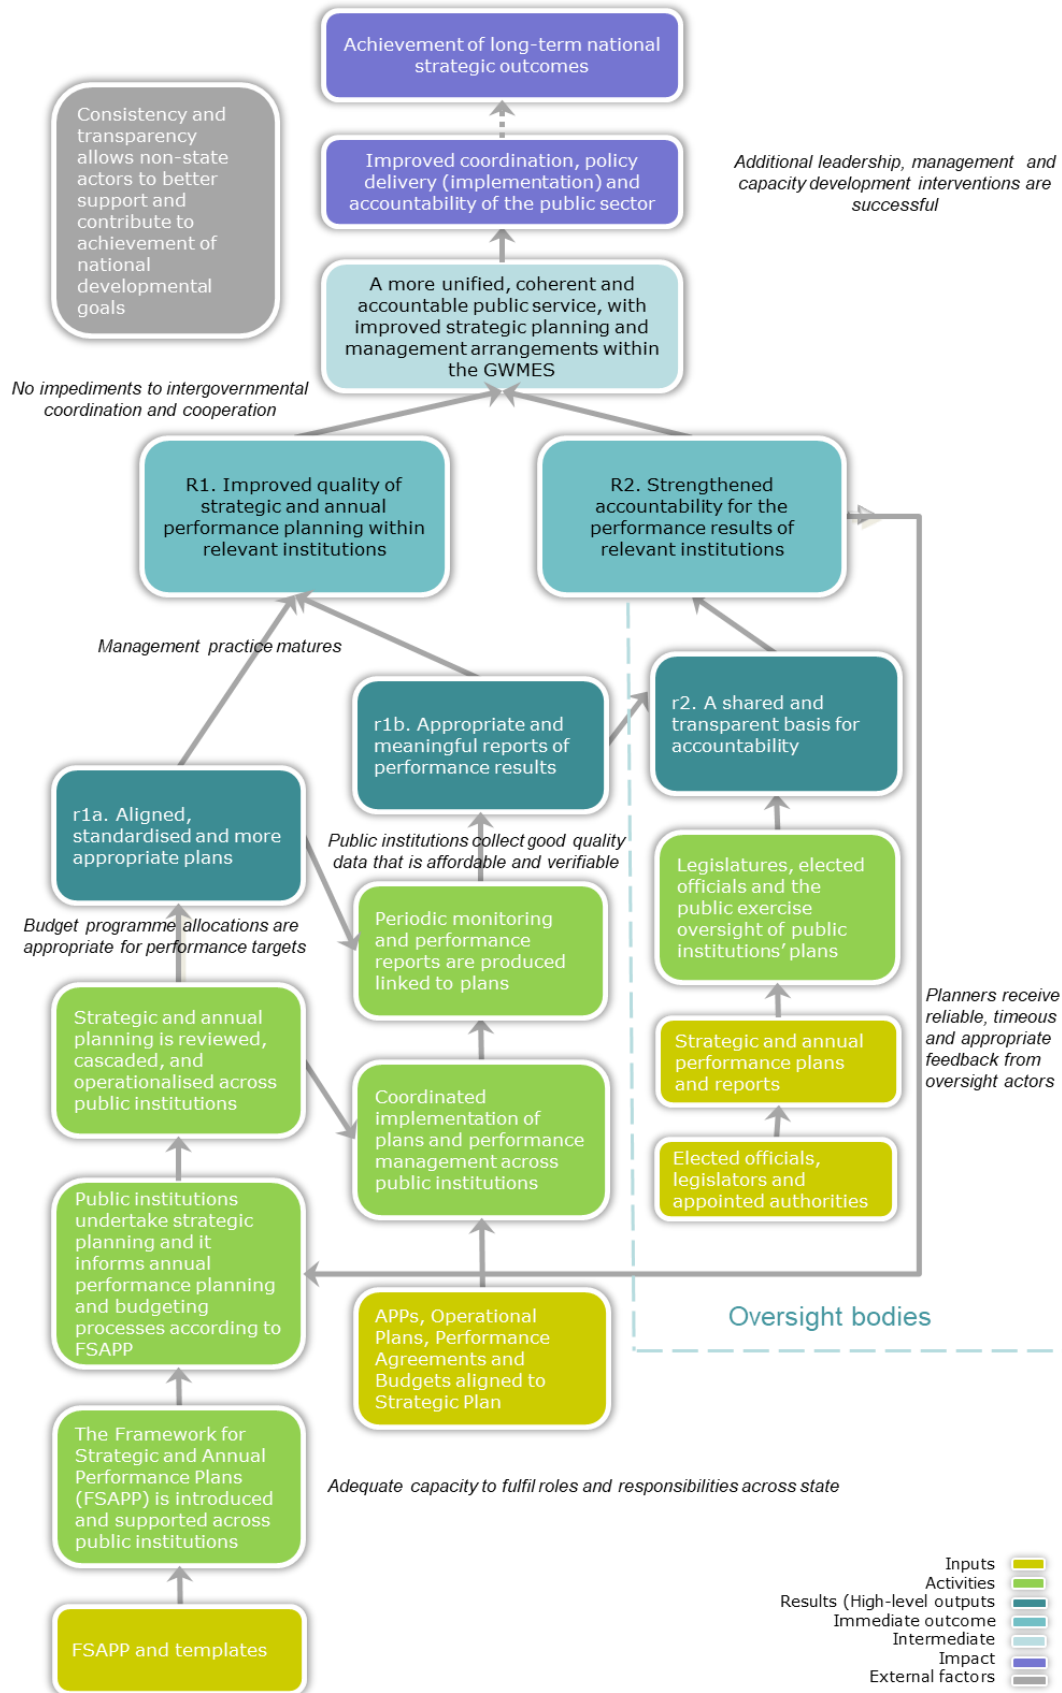 Achievement of long-term national
strategic outcomes
Consistency and
transparency
allows non-state
actors to better
support and
contribute to
achievement of
national
developmental
goals
Improved coordination, policy
delivery (implementation) and
accountability of the public sector
Additional leadership, management and
capacity development interventions are
successful
A more unified, coherent and
accountable public service, with
improved strategic planning and
management arrangements within
the GWMES
No impediments to intergovernmental
coordination and cooperation
R1. Improved quality of
strategic and annual
performance planning within
relevant institutions
R2. Strengthened
accountability for the
performance results of
relevant institutions
Management practice matures
r1b. Appropriate and
meaningful reports of
performance results
r2. A shared and
transparent basis for
accountability
r1a. Aligned,
standardised and more
appropriate plans
Public institutions collect good quality
data that is affordable and verifiable
Legislatures, elected
officials and the
public exercise
oversight of public
institutions’ plans
Budget programme allocations are
appropriate for performance targets
Periodic monitoring
and performance
reports are produced
linked to plans
Strategic and annual
planning is reviewed,
cascaded, and
operationalised across
public institutions
Strategic and annual
performance plans
and reports
Planners receive
reliable, timeous
and appropriate
feedback from
oversight actors
Coordinated
implementation of
plans and performance
management across
public institutions
Elected officials,
legislators and
appointed authorities
Public institutions
undertake strategic
planning and it
informs annual
performance planning
and budgeting
processes according to
FSAPP
APPs, Operational
Plans, Performance
Agreements and
Budgets aligned to
Strategic Plan
Oversight bodies
The Framework for
Strategic and Annual
Performance Plans
(FSAPP) is introduced
and supported across
public institutions
Adequate capacity to fulfil roles and responsibilities across state
FSAPP and templates
Inputs
Activities
Results (High-level outputs
Immediate outcome
Intermediate
Impact
External factors